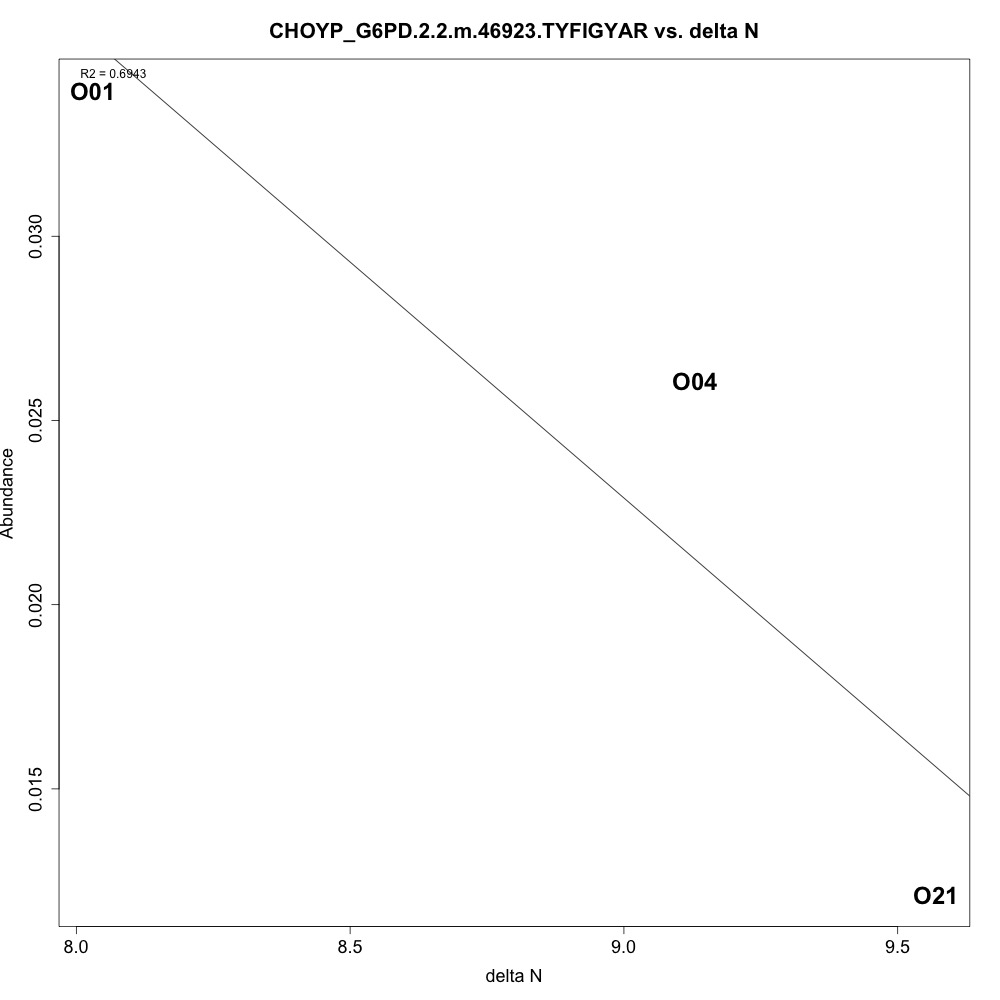 CHOYP_G6PD.2.2.m.46923.TYFIGYAR vs. delta N
R2 = 0.6943
O01
0.030
O04
0.025
Abundance
0.020
0.015
O21
8.0 8.5 9.0 9.5
delta N